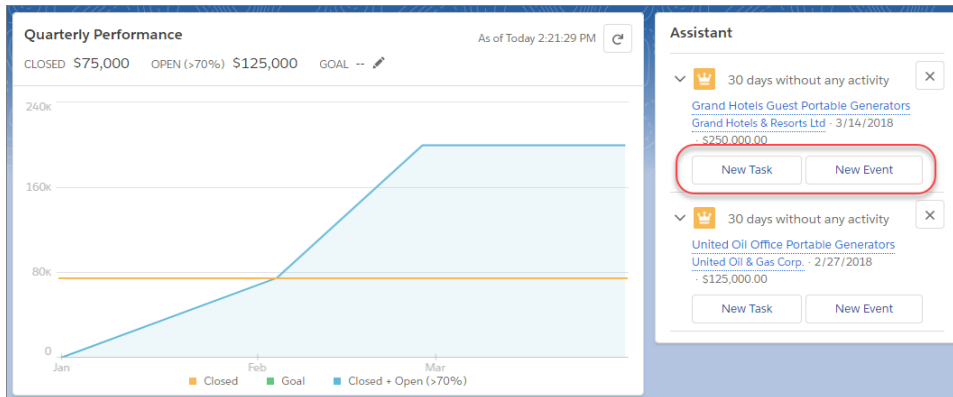 Quarterly Performance
As of Today 2:21:29 PM
CLOSED $75,000 OPEN (>70%) $125,000 GOAL --
240K
160K
80K
0
Jan Feb Mar
Closed Goal Closed + Open (>70%)
Assistant
30 days without any activity
Grand Hotels Guest Portable Generators
Grand Hotels & Resorts Ltd · 3/14/2018
· $250,000.00
New Task New Event
30 days without any activity
United Oil Office Portable Generators
United Oil & Gas Corp. · 2/27/2018
· $125,000.00
New Task New Event